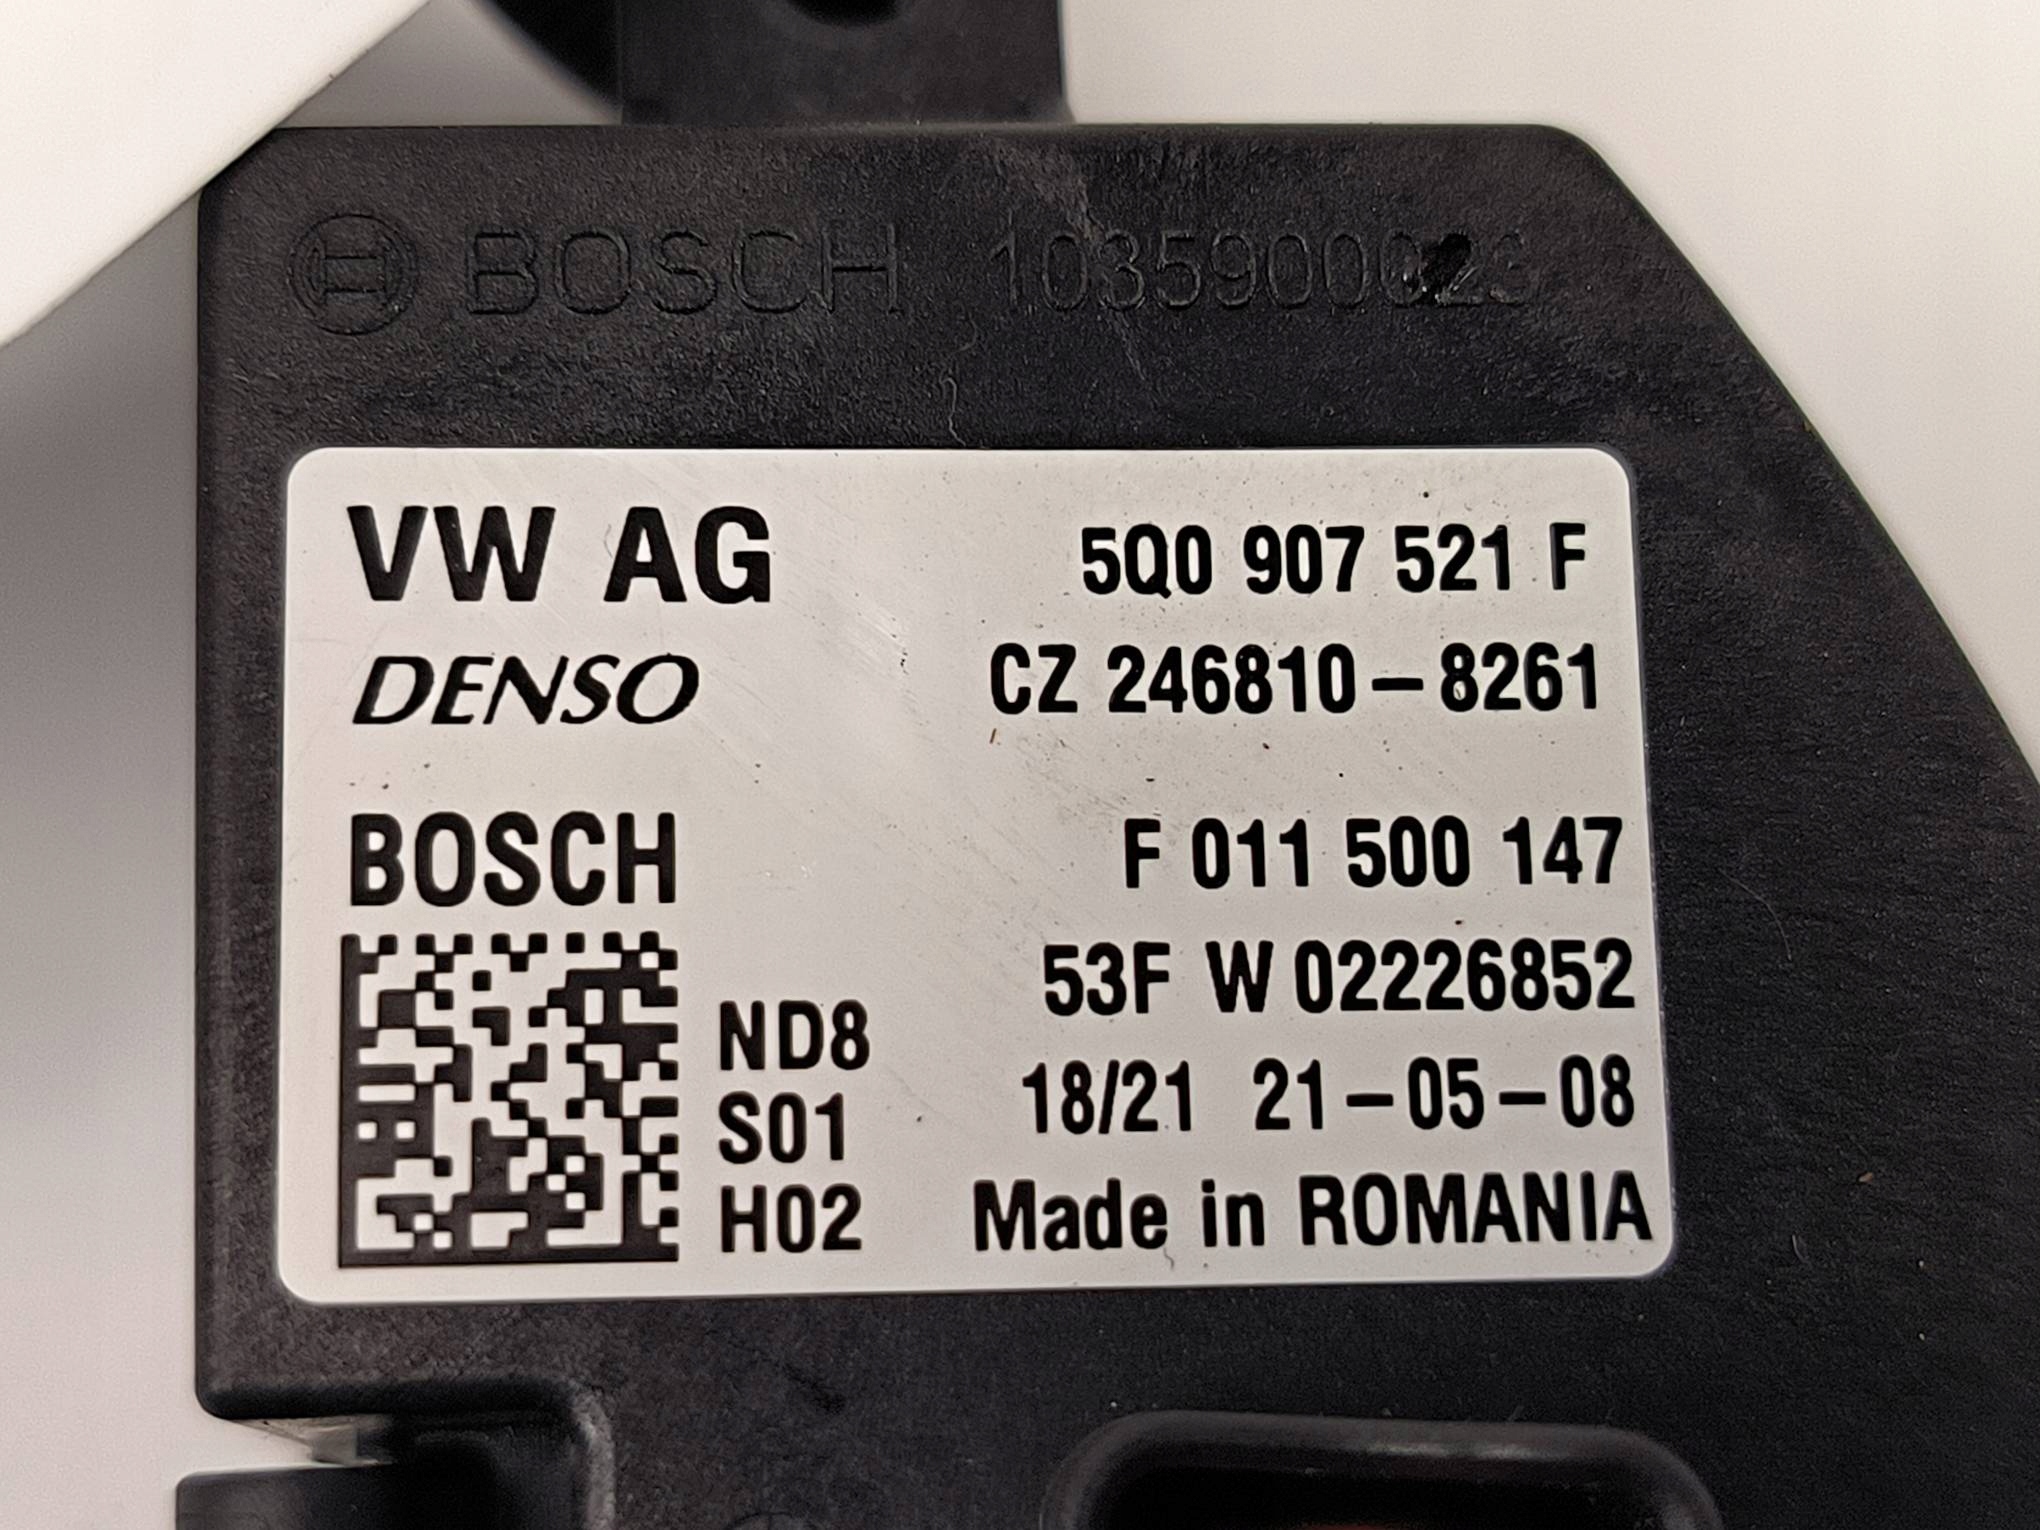 BOSCH 1035900023
VW AG 5Q0 907 521 F
DENSO CZ 246810-8261
BOSCH F 011 500 147
53F W 02226852
ND8
18/21 21-05-08
S01
H02 Made in ROMANIA